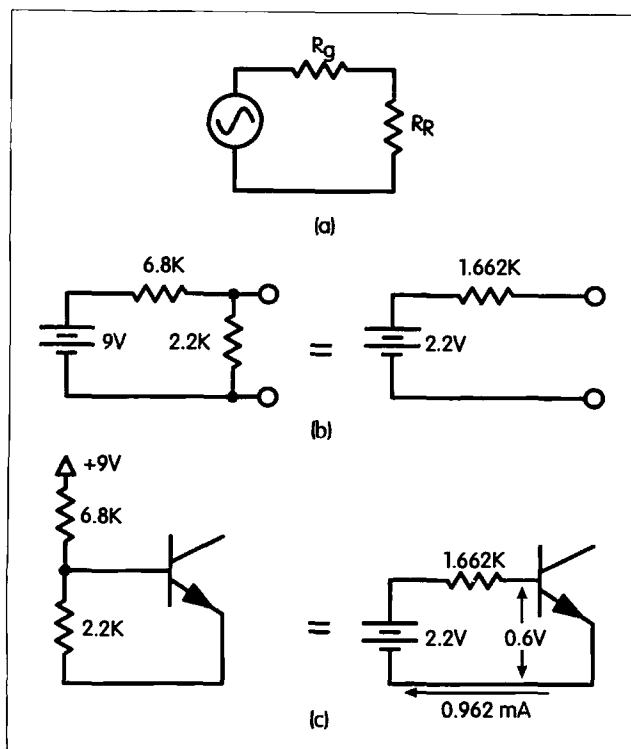 Rg
RR
(a)
6.8K
1.662K
9V
2.2K
=
2.2V
(b)
+9V
6.8K
1.662K
2.2K
=
2.2V
0.6V
0.962 mA
(c)